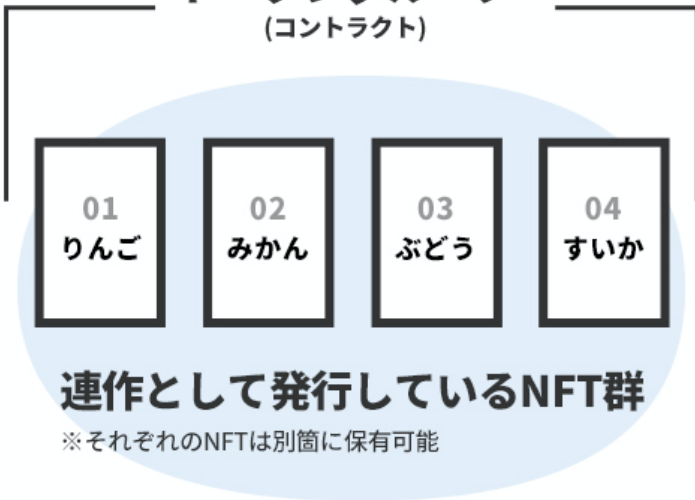 (コントラクト)
01
りんご
02
みかん
03
ぶどう
04
すいか
連作として発行しているNFT群
※それぞれのNFTは別箇に保有可能